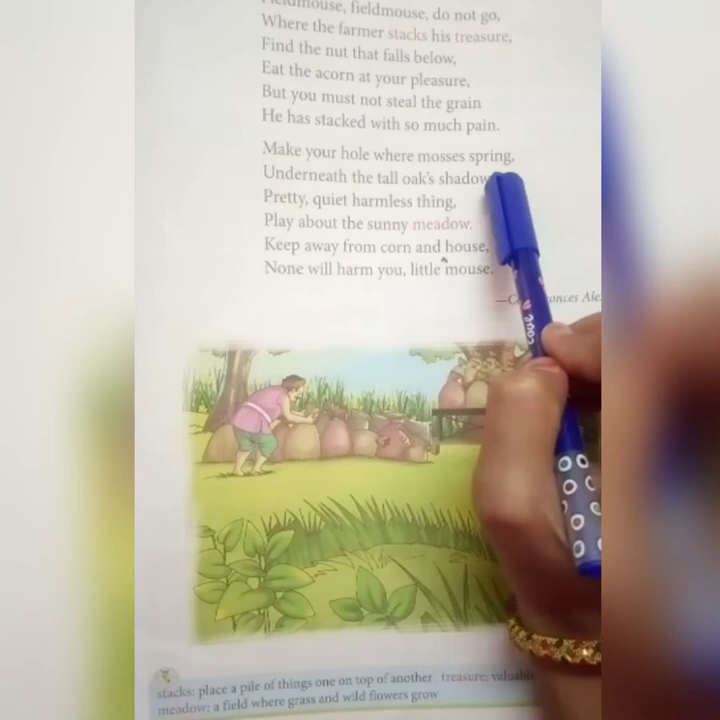 Fieldmouse, fieldmouse, do not go,
Where the farmer stacks his treasure,
Find the nut that falls below,
Eat the acorn at your pleasure,
But you must not steal the grain
He has stacked with so much pain.
Make your hole where mosses spring,
Underneath the tall oak's shadow
Pretty, quiet harmless thing,
Play about the sunny meadow.
Keep away from corn and house,
None will harm you, little mouse.
love
stacks: place a pile of things one on top of another treasure:
meadow: a field where grass and wild flowers grow